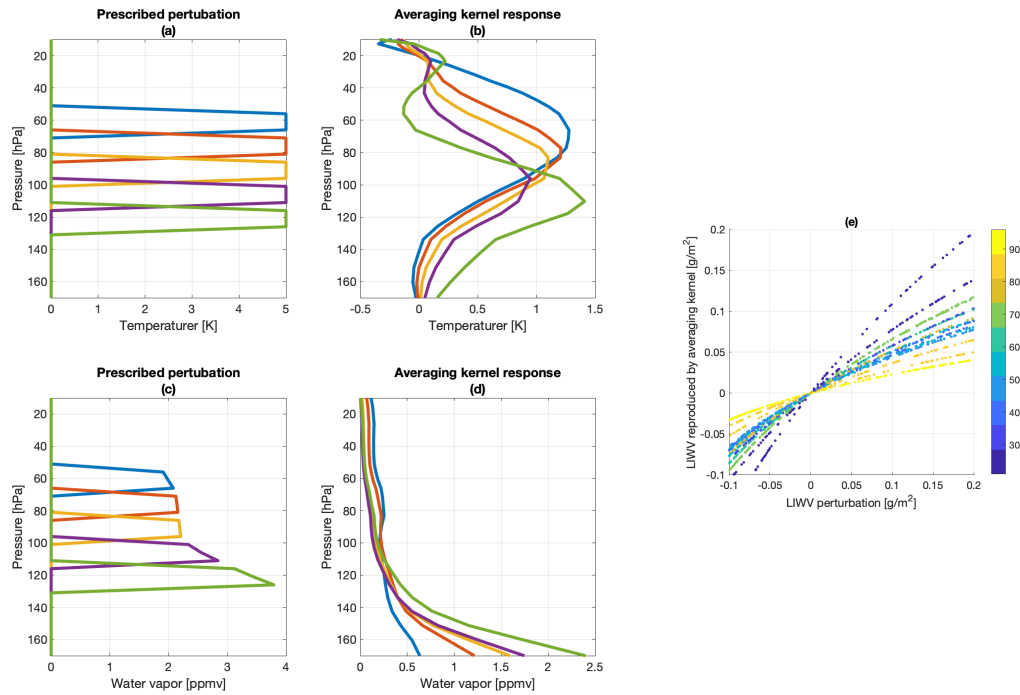 Prescribed pertubation
(a)
20
40
60
80
100
120
140
160
Pressure [hPa]
0 1 2 3 4 5
Temperaturer [K]
Averaging kernel response
(b)
20
40
60
80
100
120
140
160
Pressure [hPa]
-0.5 0 0.5 1 1.5
Temperaturer [K]
Prescribed pertubation
(c)
20
40
60
80
100
120
140
160
Pressure [hPa]
0 1 2 3 4
Water vapor [ppmv]
Averaging kernel response
(d)
20
40
60
80
100
120
140
160
Pressure [hPa]
0 0.5 1 1.5 2 2.5
Water vapor [ppmv]
(e)
0.2
0.15
0.1
0.05
0
-0.05
-0.1
LIWV reproduced by averaging kernel [g/m²]
-0.1 -0.05 0 0.05 0.1 0.15 0.2
LIWV perturbation [g/m²]
90
80
70
60
50
40
30